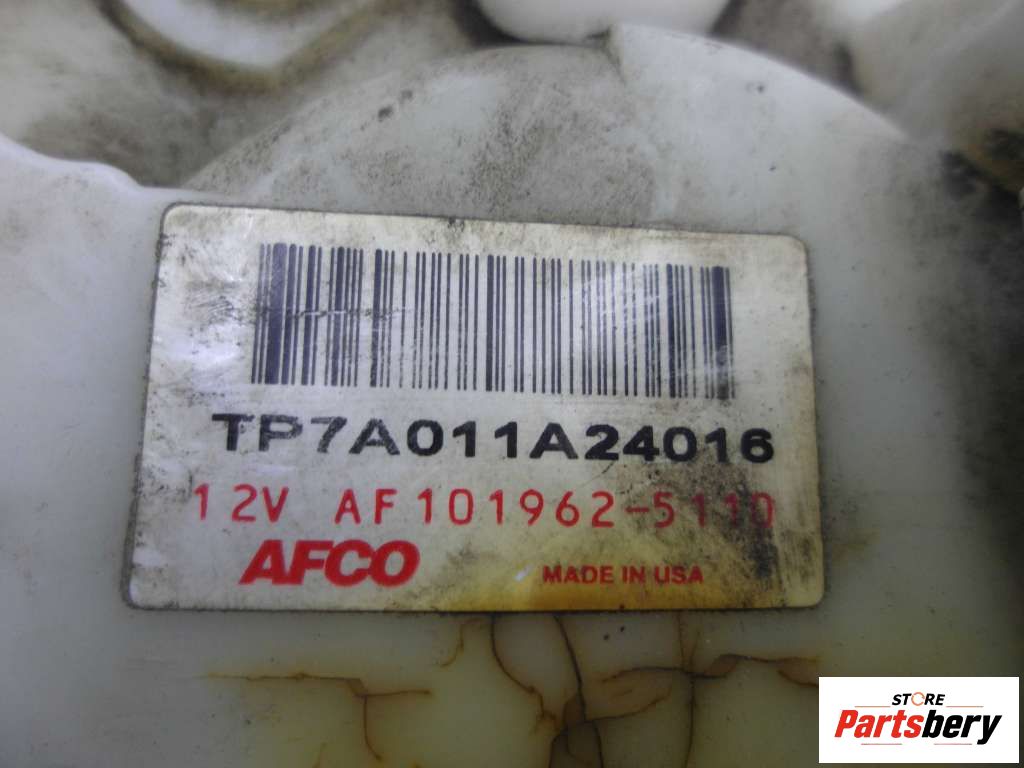 TP7A011A24016
12V AF101962-5110
AFCO MADE IN USA
STORE
Partsbery